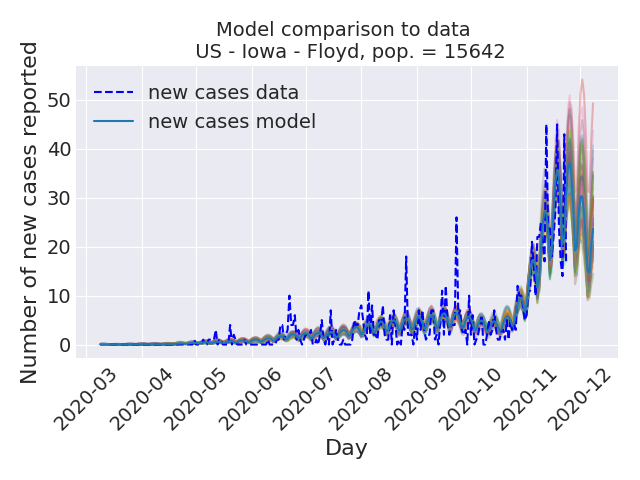 Model comparison to data
US - Iowa - Floyd, pop. = 15642
Number of new cases reported
50
40
30
20
10
0
new cases data
new cases model
2020-03
2020-04
2020-05
2020-06
2020-07
2020-08
2020-09
2020-10
2020-11
2020-12
Day